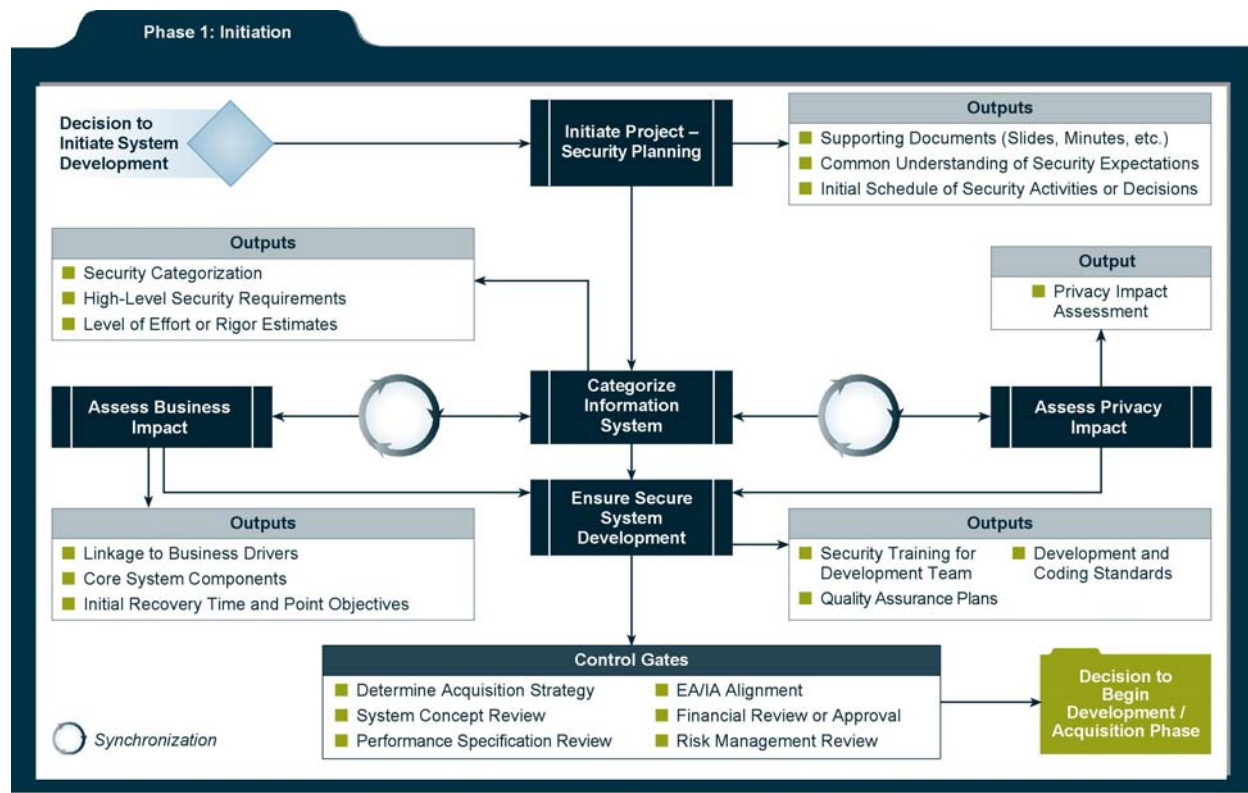 Phase 1: Initiation
Decision to
Initiate System
Development
Initiate Project –
Security Planning
Outputs
Supporting Documents (Slides, Minutes, etc.)
Common Understanding of Security Expectations
Initial Schedule of Security Activities or Decisions
Outputs
Security Categorization
High-Level Security Requirements
Level of Effort or Rigor Estimates
Output
Privacy Impact
Assessment
Assess Business
Impact
Categorize
Information
System
Assess Privacy
Impact
Ensure Secure
System
Development
Outputs
Linkage to Business Drivers
Core System Components
Initial Recovery Time and Point Objectives
Outputs
Security Training for
Development Team
Quality Assurance Plans
Development and
Coding Standards
Control Gates
Determine Acquisition Strategy
System Concept Review
Performance Specification Review
EA/IA Alignment
Financial Review or Approval
Risk Management Review
Decision to
Begin
Development /
Acquisition Phase
Synchronization